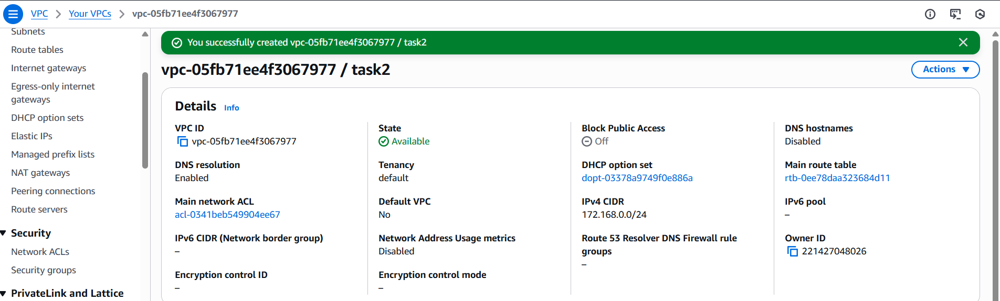 VPC > Your VPCs > vpc-05fb71ee4f3067977
Subnets
Route tables
Internet gateways
Egress-only internet
gateways
DHCP option sets
Elastic IPs
Managed prefix lists
NAT gateways
Peering connections
Route servers
Security
Network ACLs
Security groups
PrivateLink and Lattice
You successfully created vpc-05fb71ee4f3067977 / task2
vpc-05fb71ee4f3067977 / task2
Actions
Details Info
VPC ID
vpc-05fb71ee4f3067977
State
Available
Block Public Access
Off
DNS hostnames
Disabled
DNS resolution
Enabled
Tenancy
default
DHCP option set
dopt-03378a9749f0e886a
Main route table
rtb-0ee78daa323684d11
Main network ACL
acl-0341beb549904ee67
Default VPC
No
IPv4 CIDR
172.168.0.0/24
IPv6 pool
–
IPv6 CIDR (Network border group)
–
Network Address Usage metrics
Disabled
Route 53 Resolver DNS Firewall rule
groups
–
Owner ID
221427048026
Encryption control ID
–
Encryption control mode
–